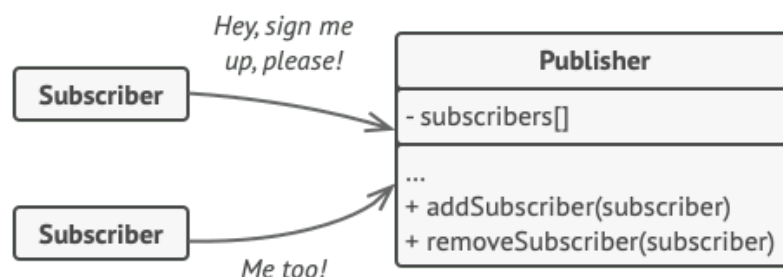 Hey, sign me
up, please!
Subscriber
Publisher
- subscribers[]
...
+ addSubscriber(subscriber)
+ removeSubscriber(subscriber)
Subscriber
Me too!